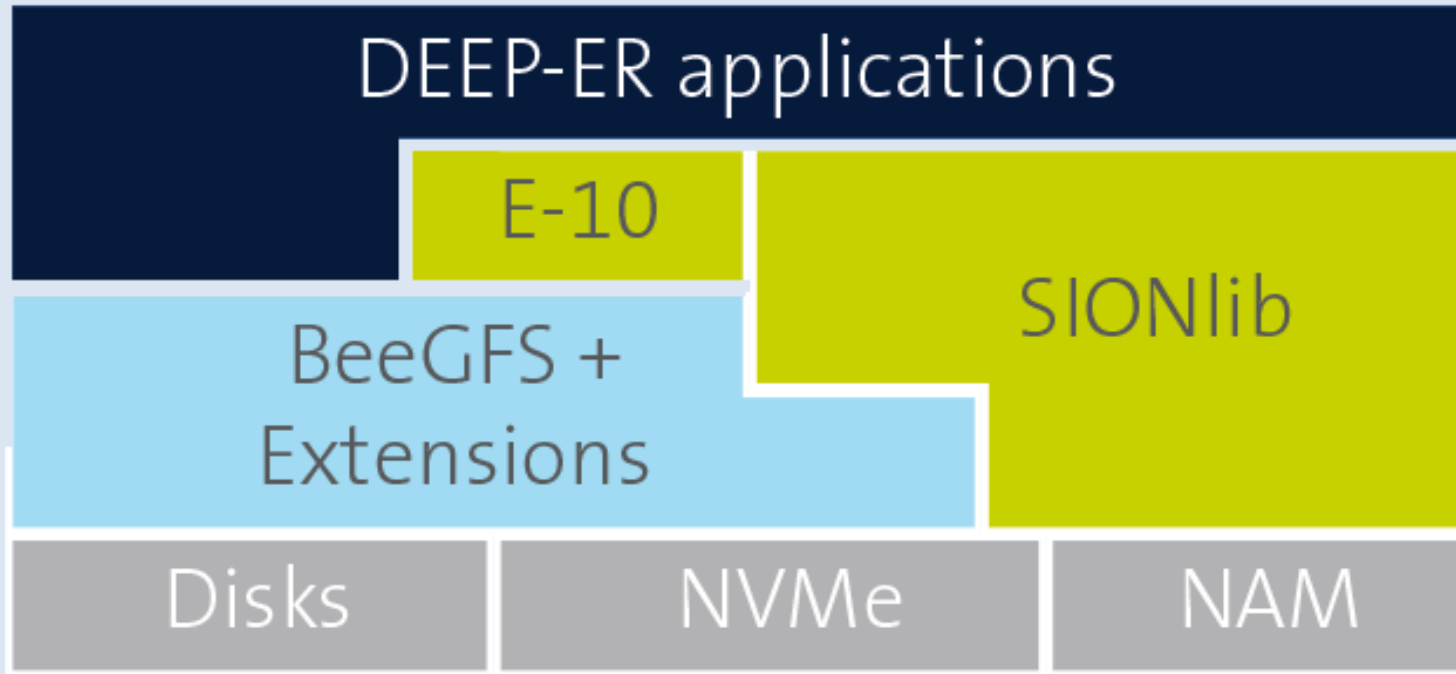 DEEP-ER applications
E-10
SIONlib
BeeGFS +
Extensions
Disks
NVMe
NAM